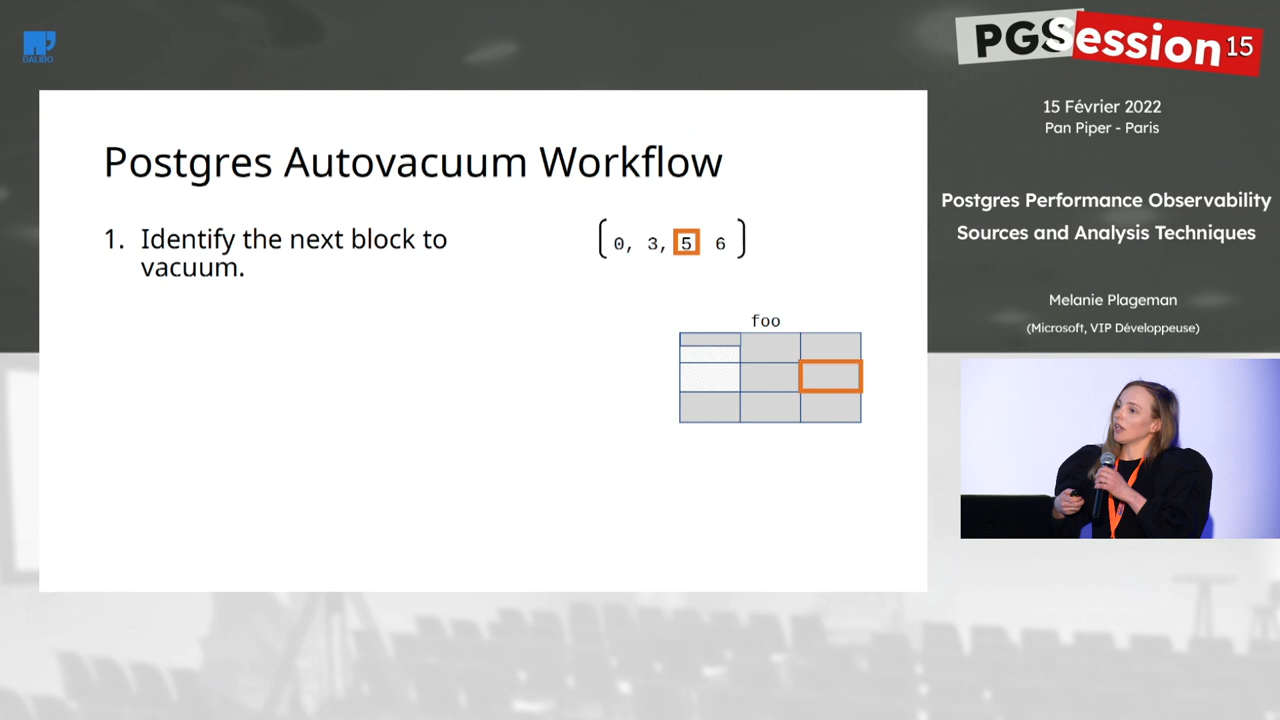 DALIBO
PGSession 15
15 Février 2022
Pan Piper - Paris
Postgres Autovacuum Workflow
1. Identify the next block to
vacuum.
( 0, 3, 5 6 )
foo
Postgres Performance Observability
Sources and Analysis Techniques
Melanie Plageman
(Microsoft, VIP Développeuse)